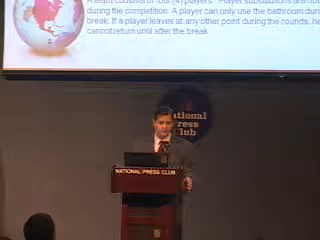 A team consists of four (4) players. Player substitutions are not
during the competition. A player can only use the bathroom duri
break. If a player leaves at any other point during the rounds, he
cannot return until after the break
National
Press
Club
NATIONAL PRESS CLUB